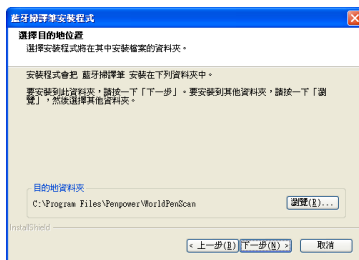 藍牙掃譯筆安裝程式
選擇目的地位置
選擇安裝程式將在其中安裝檔案的資料夾。
安裝程式會把 藍牙掃譯筆 安裝在下列資料夾中。
要安裝到此資料夾，請按一下「下一步」。要安裝到其他資料夾，請按一下「瀏
覽」，然後選擇其他資料夾。
目的地資料夾
C:\Program Files\Penpower\WorldPenScan
瀏覽(R)...
InstallShield
< 上一步(B)
下一步(N) >
取消